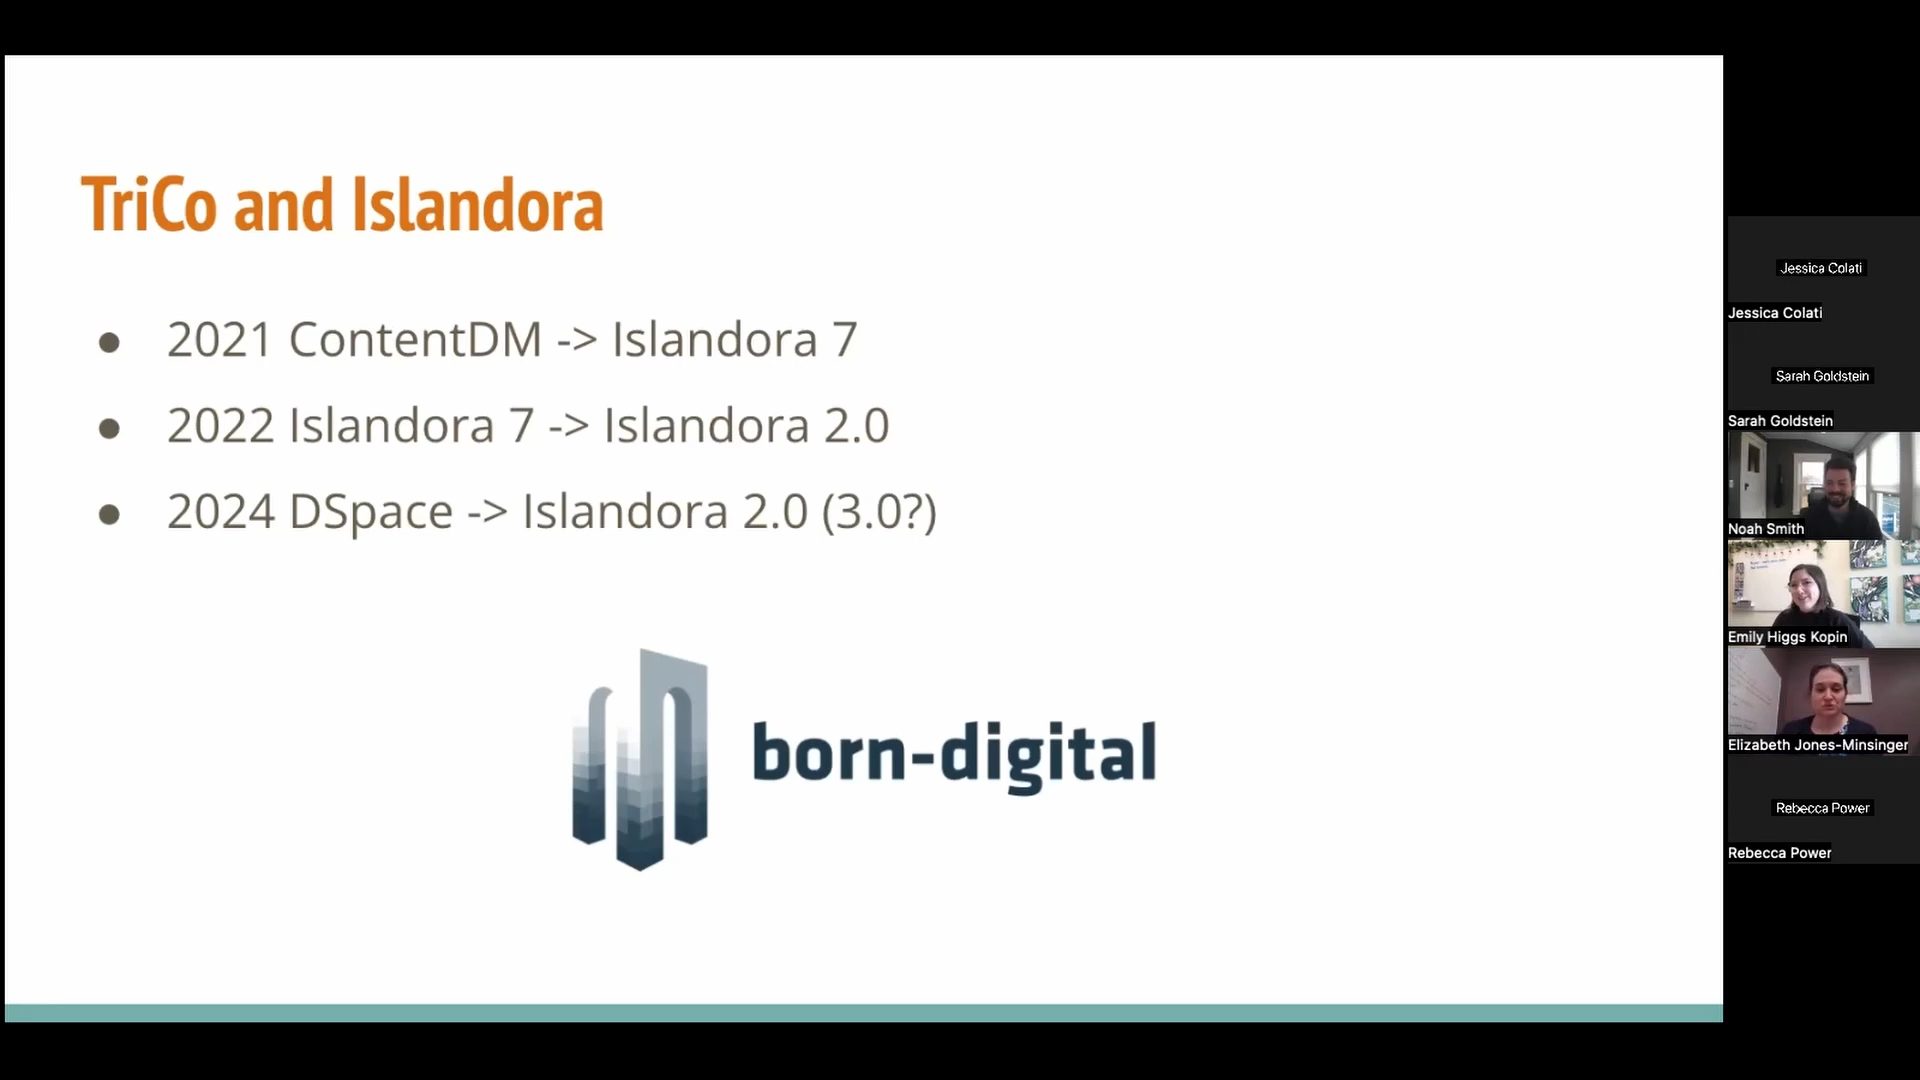 TriCo and Islandora
● 2021 ContentDM -> Islandora 7
● 2022 Islandora 7 -> Islandora 2.0
● 2024 DSpace -> Islandora 2.0 (3.0?)
born-digital
Jessica Colati
Jessica Colati
Sarah Goldstein
Sarah Goldstein
Noah Smith
Emily Higgs Kopin
Elizabeth Jones-Minsinger
Rebecca Power
Rebecca Power